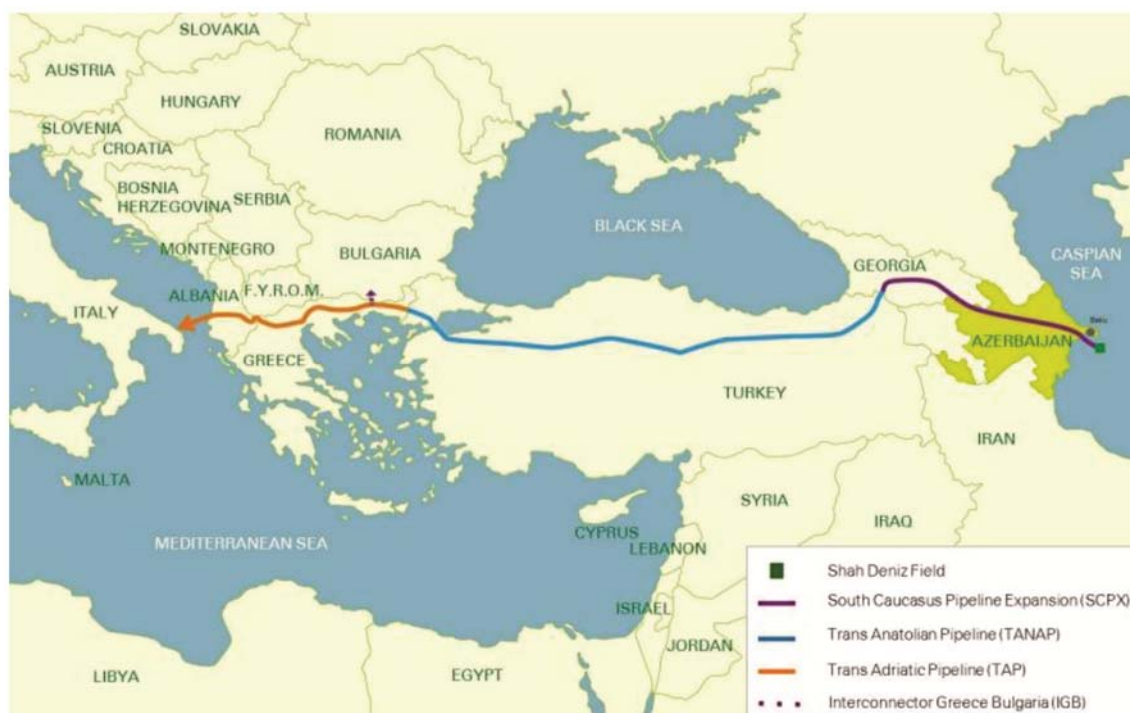 SLOVAKIA
AUSTRIA
HUNGARY
SLOVENIA
CROATIA
ROMANIA
BOSNIA
HERZEGOVINA
SERBIA
MONTENEGRO
BULGARIA
BLACK SEA
GEORGIA
CASPIAN
SEA
ITALY
ALBANIA
F.Y.R.O.M.
Baku
AZERBAIJAN
GREECE
TURKEY
IRAN
MALTA
SYRIA
IRAQ
CYPRUS
LEBANON
MEDITERRANEAN SEA
ISRAEL
JORDAN
LIBYA
EGYPT
Shah Deniz Field
South Caucasus Pipeline Expansion (SCPX)
Trans Anatolian Pipeline (TANAP)
Trans Adriatic Pipeline (TAP)
Interconnector Greece Bulgaria (IGB)